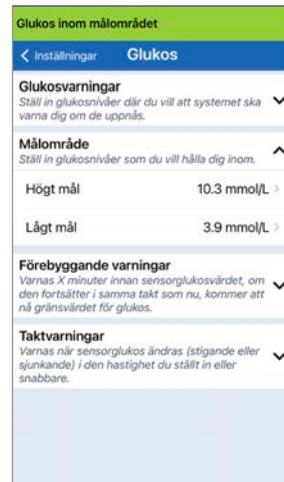 Glukos inom målområdet
Inställningar Glukos
Glukosvarningar
Ställ in glukosnivåer där du vill att systemet ska
varna dig om de uppnås.
Målområde
Ställ in glukosnivåer som du vill hålla dig inom.
Högt mål 10.3 mmol/L
Lågt mål 3.9 mmol/L
Förebyggande varningar
Varnas X minuter innan sensorglukosvärdet, om
den fortsätter i samma takt som nu, kommer att
nå gränsvärdet för glukos.
Taktvarningar
Varnas när sensorglukos ändras (stigande eller
sjunkande) i den hastighet du ställt in eller
snabbare.